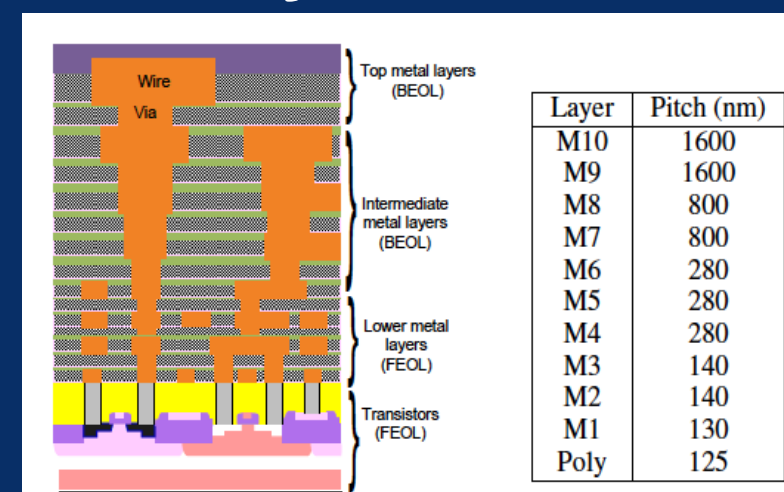 Wire
Via
Top metal layers
(BEOL)
Intermediate
metal layers
(BEOL)
Lower metal
layers
(FEOL)
Transistors
(FEOL)
Layer Pitch (nm)
M10 1600
M9 1600
M8 800
M7 800
M6 280
M5 280
M4 280
M3 140
M2 140
M1 130
Poly 125